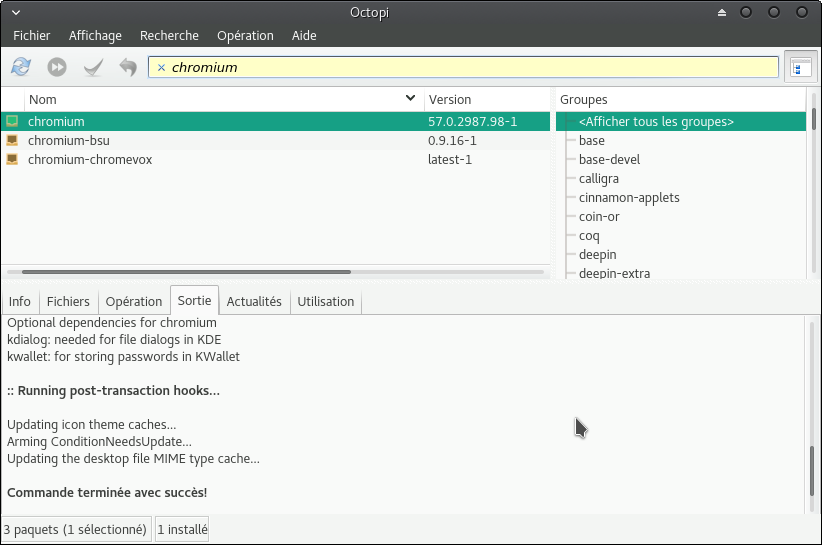 Octopi
Fichier Affichage Recherche Opération Aide
chromium
Nom Version Groupes
chromium 57.0.2987.98-1 <Afficher tous les groupes>
chromium-bsu 0.9.16-1 base
chromium-chromevox latest-1 base-devel
calligra
cinnamon-applets
coin-or
coq
deepin
deepin-extra
Info Fichiers Opération Sortie Actualités Utilisation
Optional dependencies for chromium
kdialog: needed for file dialogs in KDE
kwallet: for storing passwords in KWallet
:: Running post-transaction hooks...
Updating icon theme caches...
Arming ConditionNeedsUpdate...
Updating the desktop file MIME type cache...
Commande terminée avec succès!
3 paquets (1 sélectionné) 1 installé